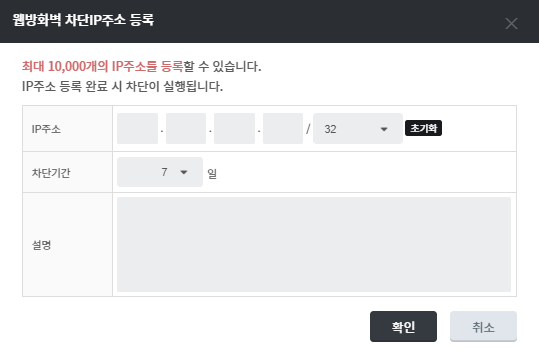 웹방화벽 차단IP주소 등록
최대 10,000개의 IP주소를 등록할 수 있습니다.
IP주소 등록 완료 시 차단이 실행됩니다.
IP주소 . . . / 32 초기화
차단기간 7 일
설명
확인 취소